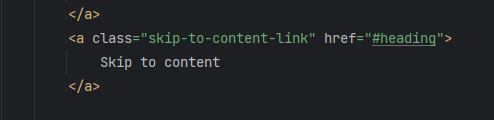 </a>
<a class="skip-to-content-link" href="#heading">
Skip to content
</a>